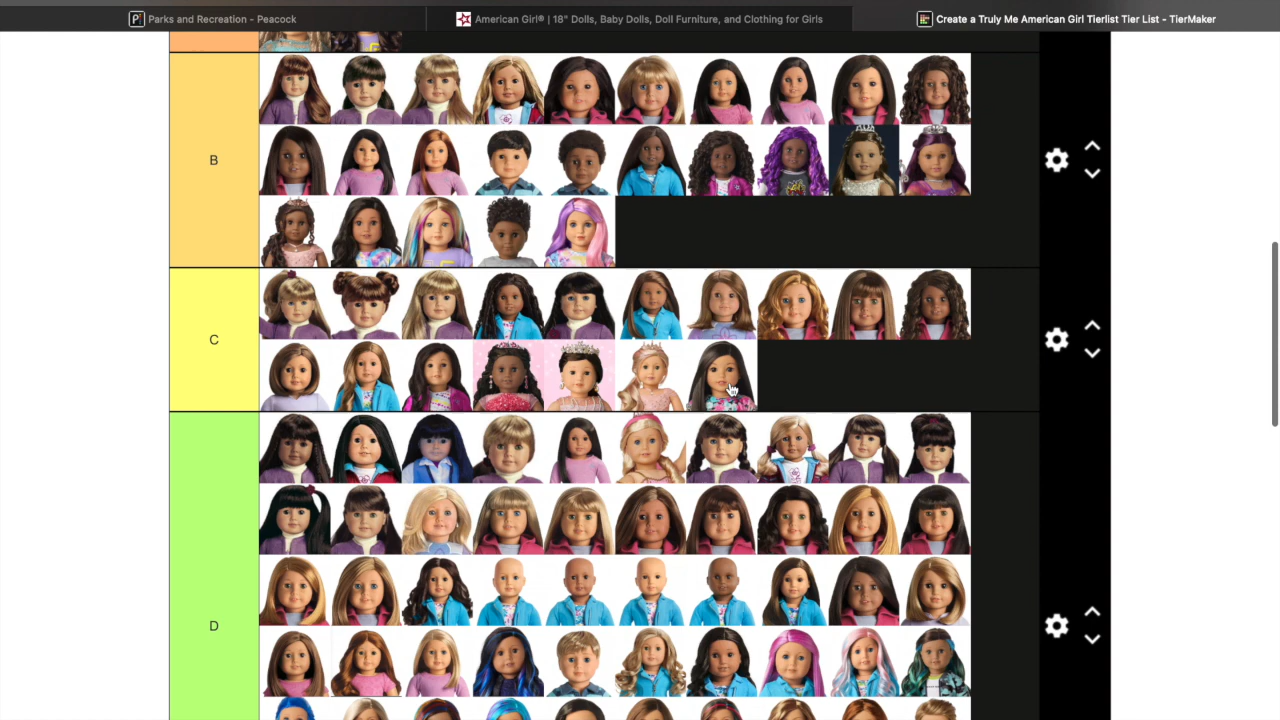 Parks and Recreation - Peacock
American Girl® | 18" Dolls, Baby Dolls, Doll Furniture, and Clothing for Girls
Create a Truly Me American Girl Tierlist Tier List - TierMaker
B
C
D